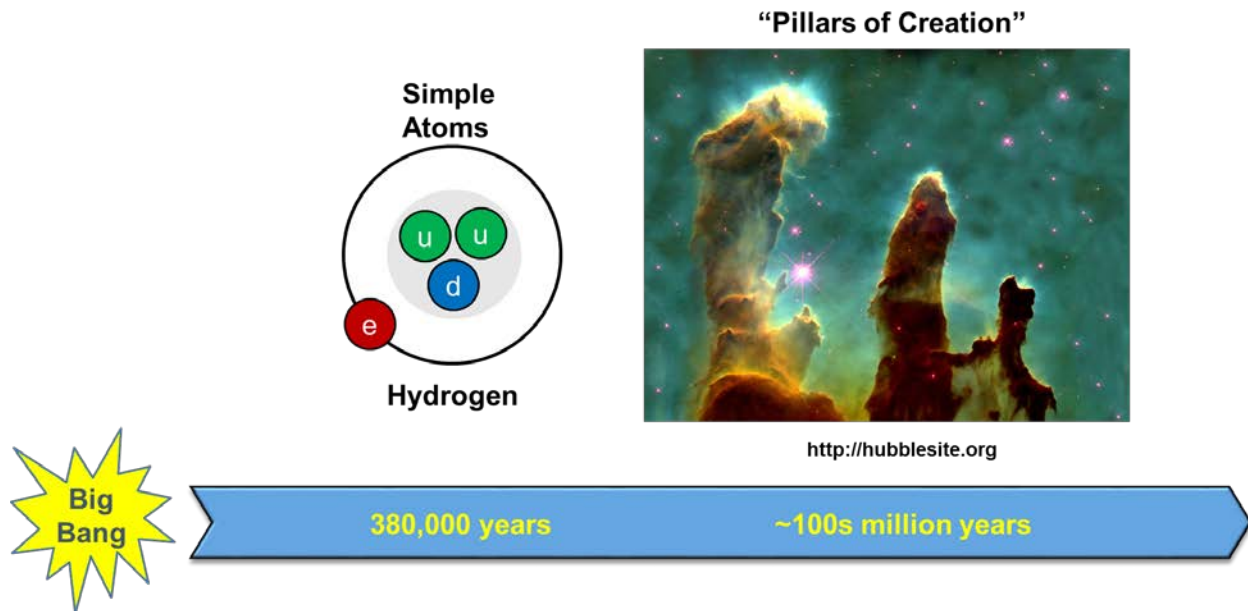 “Pillars of Creation”
Simple
Atoms
u u
d
e
Hydrogen
http://hubblesite.org
Big
Bang
380,000 years
~100s million years